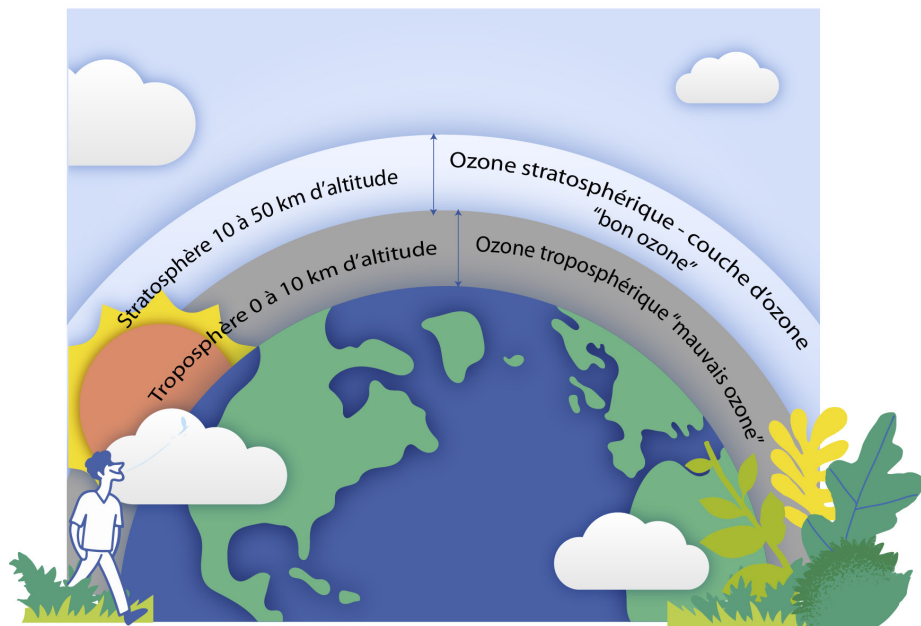 Stratosphère 10 à 50 km d'altitude
Ozone stratosphérique - couche d'ozone
"bon ozone"
Troposphère 0 à 10 km d'altitude
Ozone troposphérique "mauvais ozone"